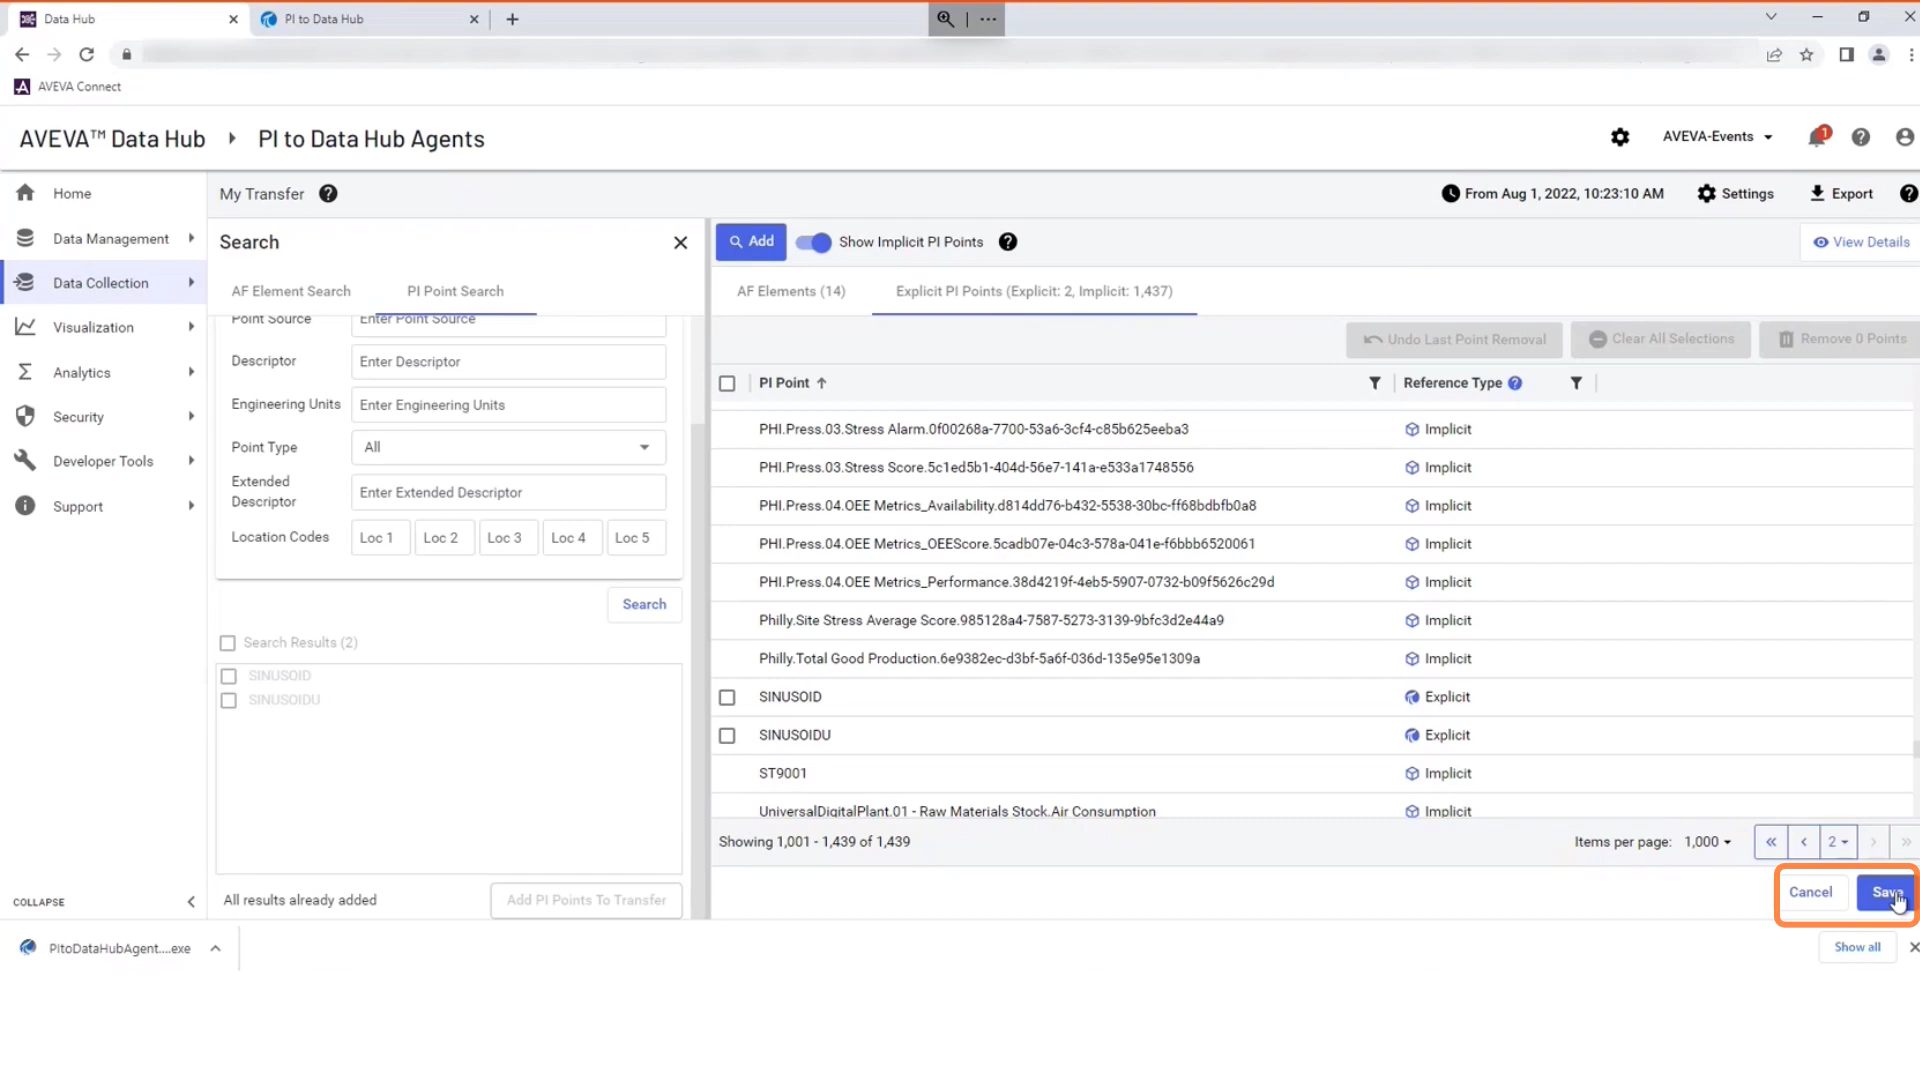 Data Hub
PI to Data Hub
AVEVA Connect
AVEVA™ Data Hub
PI to Data Hub Agents
AVEVA-Events
1
Home
Data Management
Data Collection
Visualization
Analytics
Security
Developer Tools
Support
COLLAPSE
My Transfer
From Aug 1, 2022, 10:23:10 AM
Settings
Export
Search
AF Element Search
PI Point Search
Point Source
Enter Point Source
Descriptor
Enter Descriptor
Engineering Units
Enter Engineering Units
Point Type
All
Extended
Descriptor
Enter Extended Descriptor
Location Codes
Loc 1
Loc 2
Loc 3
Loc 4
Loc 5
Search
Search Results (2)
SINUSOID
SINUSOIDU
All results already added
Add PI Points To Transfer
Add
Show Implicit PI Points
View Details
AF Elements (14)
Explicit PI Points (Explicit: 2, Implicit: 1,437)
Undo Last Point Removal
Clear All Selections
Remove 0 Points
PI Point
Reference Type
PHI.Press.03.Stress Alarm.0f00268a-7700-53a6-3cf4-c85b625eeba3 Implicit
PHI.Press.03.Stress Score.5c1ed5b1-404d-56e7-141a-e533a1748556 Implicit
PHI.Press.04.OEE Metrics_Availability.d814dd76-b432-5538-30bc-ff68bdbfb0a8 Implicit
PHI.Press.04.OEE Metrics_OEEScore.5cadb07e-04c3-578a-041e-f6bbb6520061 Implicit
PHI.Press.04.OEE Metrics_Performance.38d4219f-4eb5-5907-0732-b09f5626c29d Implicit
Philly.Site Stress Average Score.985128a4-7587-5273-3139-9bfc3d2e44a9 Implicit
Philly.Total Good Production.6e9382ec-d3bf-5a6f-036d-135e95e1309a Implicit
SINUSOID Explicit
SINUSOIDU Explicit
ST9001 Implicit
UniversalDigitalPlant.01 - Raw Materials Stock.Air Consumption Implicit
Showing 1,001 - 1,439 of 1,439
Items per page: 1,000
2
Cancel
Save
PItoDataHubAgent....exe
Show all